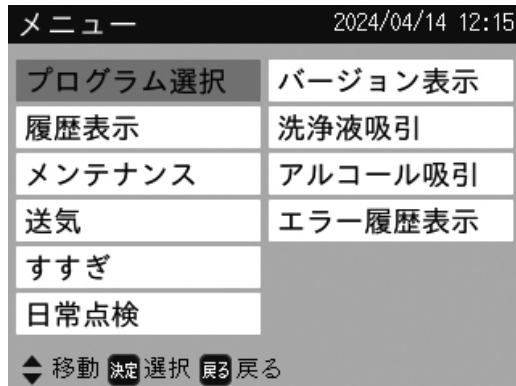 メニュー 2024/04/14 12:15
プログラム選択 バージョン表示
履歴表示 洗浄液吸引
メンテナンス アルコール吸引
送気 エラー履歴表示
すすぎ
日常点検
移動 決定 選択 戻る 戻る